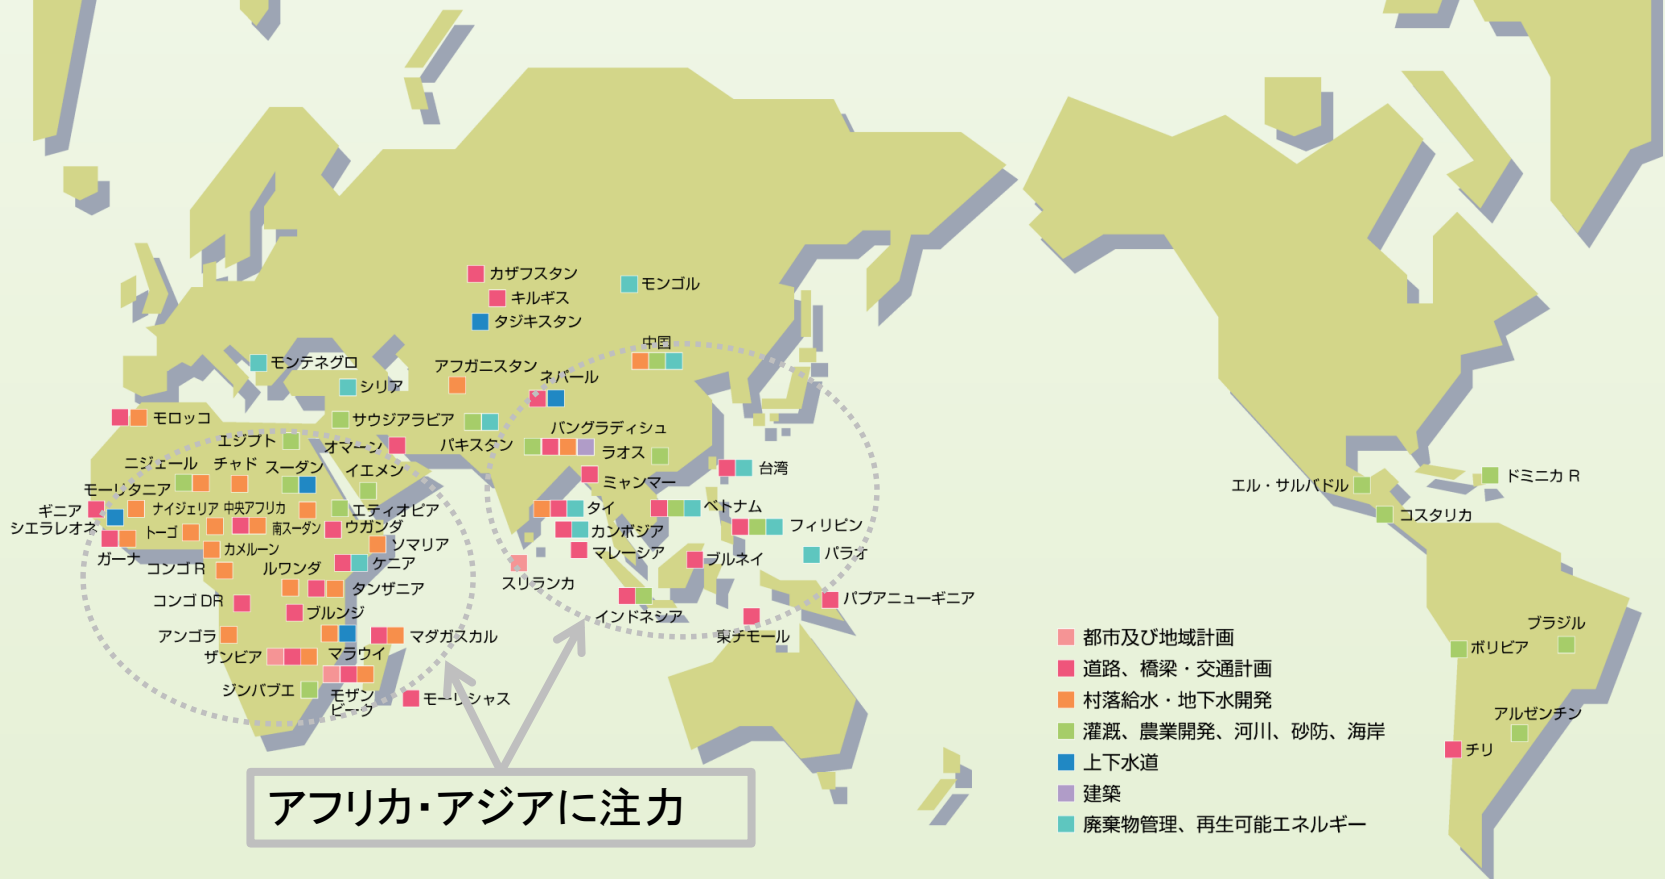 カザフスタン
モンゴル
キルギス
タジキスタン
中国
モンテネグロ
アフガニスタン
ネパール
シリア
モロッコ
サウジアラビア
バングラディシュ
エジプト
オマーン
パキスタン
ラオス
ニジェール
チャド
スーダン
イエメン
台湾
ミャンマー
モーリタニア
ギニア
ナイジェリア
中央アフリカ
エティオピア
タイ
ベトナム
シエラレオネ
トーゴ
南スーダン
ウガンダ
カンボジア
フィリピン
ガーナ
カメルーン
ソマリア
マレーシア
ブルネイ
パラオ
コンゴ R
ルワンダ
ケニア
スリランカ
タンザニア
コンゴ DR
ブルンジ
インドネシア
パプアニューギニア
アンゴラ
マダガスカル
東チモール
ザンビア
マラウイ
ジンバブエ
モザン
ビーク
モーリシャス
アフリカ・アジアに注力
ドミニカ R
エル・サルバドル
コスタリカ
ブラジル
ボリビア
アルゼンチン
チリ
都市及び地域計画
道路、橋梁・交通計画
村落給水・地下水開発
灌漑、農業開発、河川、砂防、海岸
上下水道
建築
廃棄物管理、再生可能エネルギー